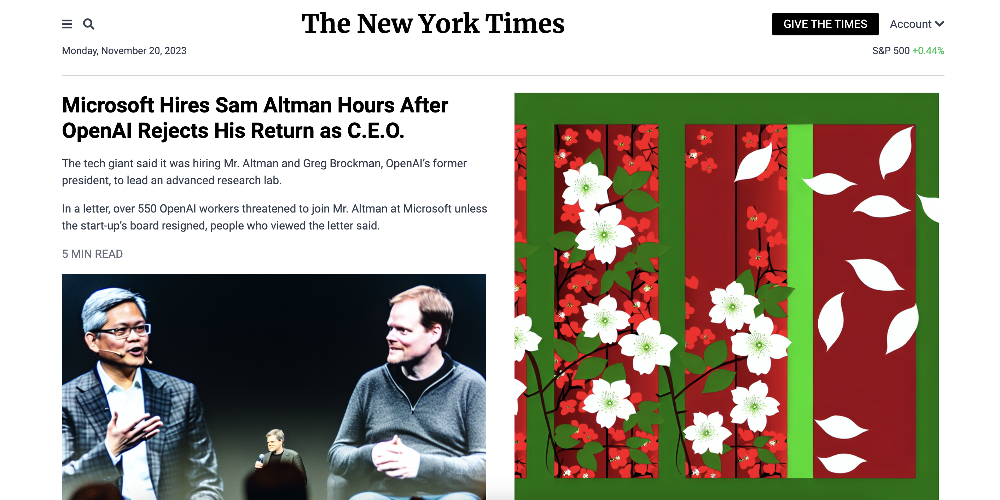 The New York Times
GIVE THE TIMES
Account
Monday, November 20, 2023
S&P 500 +0.44%
Microsoft Hires Sam Altman Hours After
OpenAI Rejects His Return as C.E.O.
The tech giant said it was hiring Mr. Altman and Greg Brockman, OpenAI’s former
president, to lead an advanced research lab.
In a letter, over 550 OpenAI workers threatened to join Mr. Altman at Microsoft unless
the start-up’s board resigned, people who viewed the letter said.
5 MIN READ